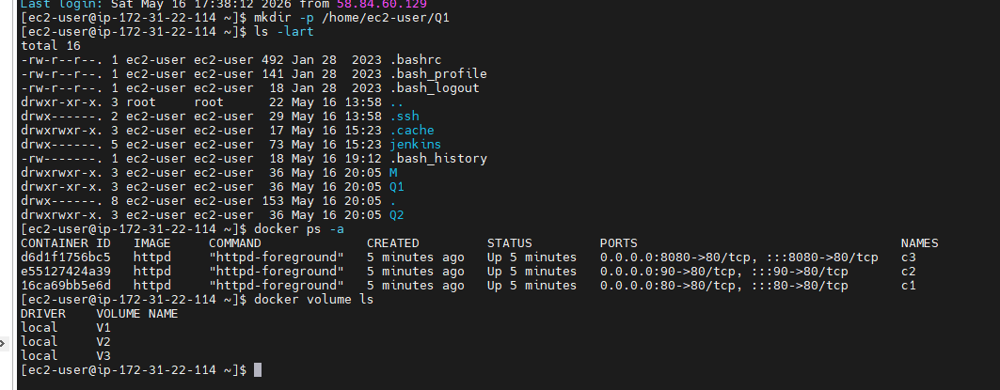 Last login: Sat May 16 17:38:12 2026 from 58.84.60.129
[ec2-user@ip-172-31-22-114 ~]$ mkdir -p /home/ec2-user/Q1
[ec2-user@ip-172-31-22-114 ~]$ ls -lart
total 16
-rw-r--r--. 1 ec2-user ec2-user 492 Jan 28  2023 .bashrc
-rw-r--r--. 1 ec2-user ec2-user 141 Jan 28  2023 .bash_profile
-rw-r--r--. 1 ec2-user ec2-user  18 Jan 28  2023 .bash_logout
drwxr-xr-x. 3 root     root      22 May 16 13:58 ..
drwx------. 2 ec2-user ec2-user  29 May 16 13:58 .ssh
drwxrwxr-x. 3 ec2-user ec2-user  17 May 16 15:23 .cache
drwx------. 5 ec2-user ec2-user  73 May 16 15:23 jenkins
-rw-------. 1 ec2-user ec2-user  18 May 16 19:12 .bash_history
drwxrwxr-x. 3 ec2-user ec2-user  36 May 16 20:05 M
drwxr-xr-x. 3 ec2-user ec2-user  36 May 16 20:05 Q1
drwx------. 8 ec2-user ec2-user 153 May 16 20:05 .
drwxrwxr-x. 3 ec2-user ec2-user  36 May 16 20:05 Q2
[ec2-user@ip-172-31-22-114 ~]$ docker ps -a
CONTAINER ID   IMAGE     COMMAND              CREATED         STATUS         PORTS                                   NAMES
d6d1f1756bc5   httpd     "httpd-foreground"   5 minutes ago   Up 5 minutes   0.0.0.0:8080->80/tcp, :::8080->80/tcp   c3
e55127424a39   httpd     "httpd-foreground"   5 minutes ago   Up 5 minutes   0.0.0.0:90->80/tcp, :::90->80/tcp       c2
16ca69bb5e6d   httpd     "httpd-foreground"   5 minutes ago   Up 5 minutes   0.0.0.0:80->80/tcp, :::80->80/tcp       c1
[ec2-user@ip-172-31-22-114 ~]$ docker volume ls
DRIVER    VOLUME NAME
local     V1
local     V2
local     V3
[ec2-user@ip-172-31-22-114 ~]$